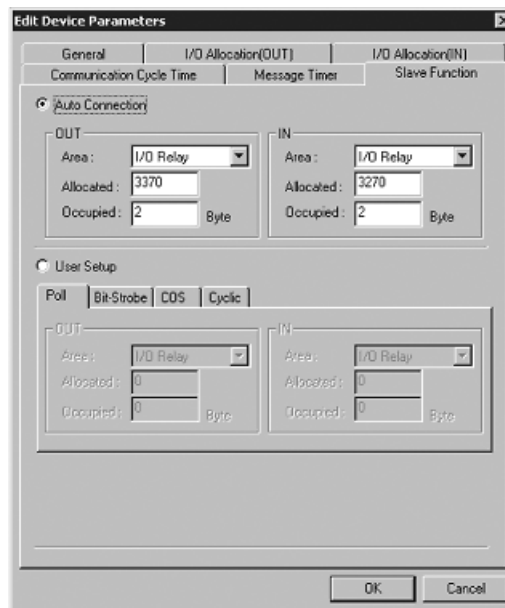 Edit Device Parameters
General I/O Allocation(OUT) I/O Allocation(IN)
Communication Cycle Time Message Timer Slave Function
Auto Connection
OUT IN
Area : I/O Relay Area : I/O Relay
Allocated : 3370 Allocated : 3270
Occupied : 2 Byte Occupied : 2 Byte
User Setup
Poll Bit-Strobe COS Cyclic
OUT IN
Area : I/O Relay Area : I/O Relay
Allocated : 0 Allocated : 0
Occupied : 0 Byte Occupied : 0 Byte
OK Cancel